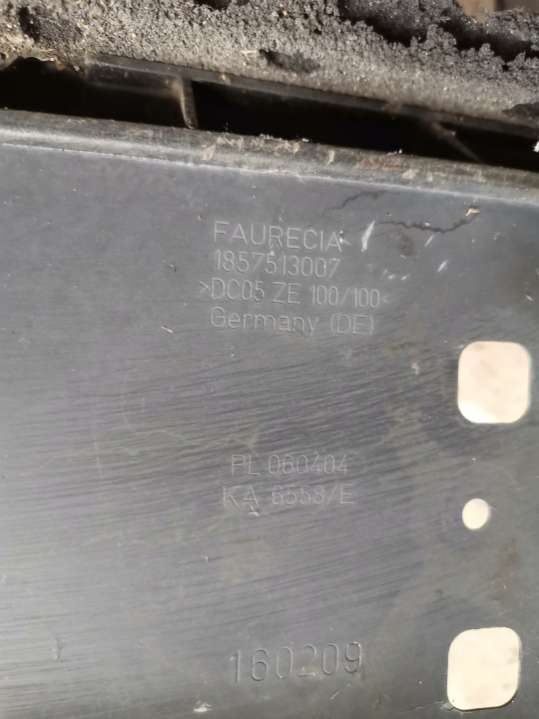 FAURECIA
1857513007
>DC05 ZE 100/100<
Germany (DE)
PL 060404
KA 6558/E
160209